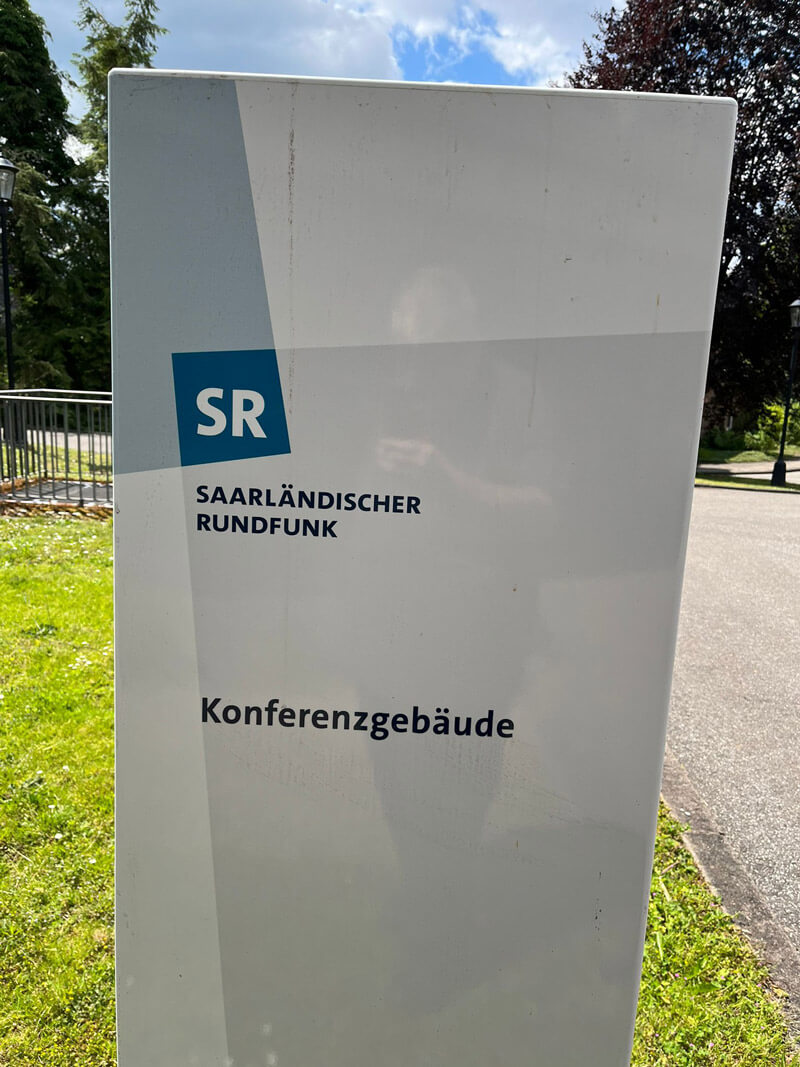 SR
SAARLÄNDISCHER
RUNDFUNK
Konferenzgebäude